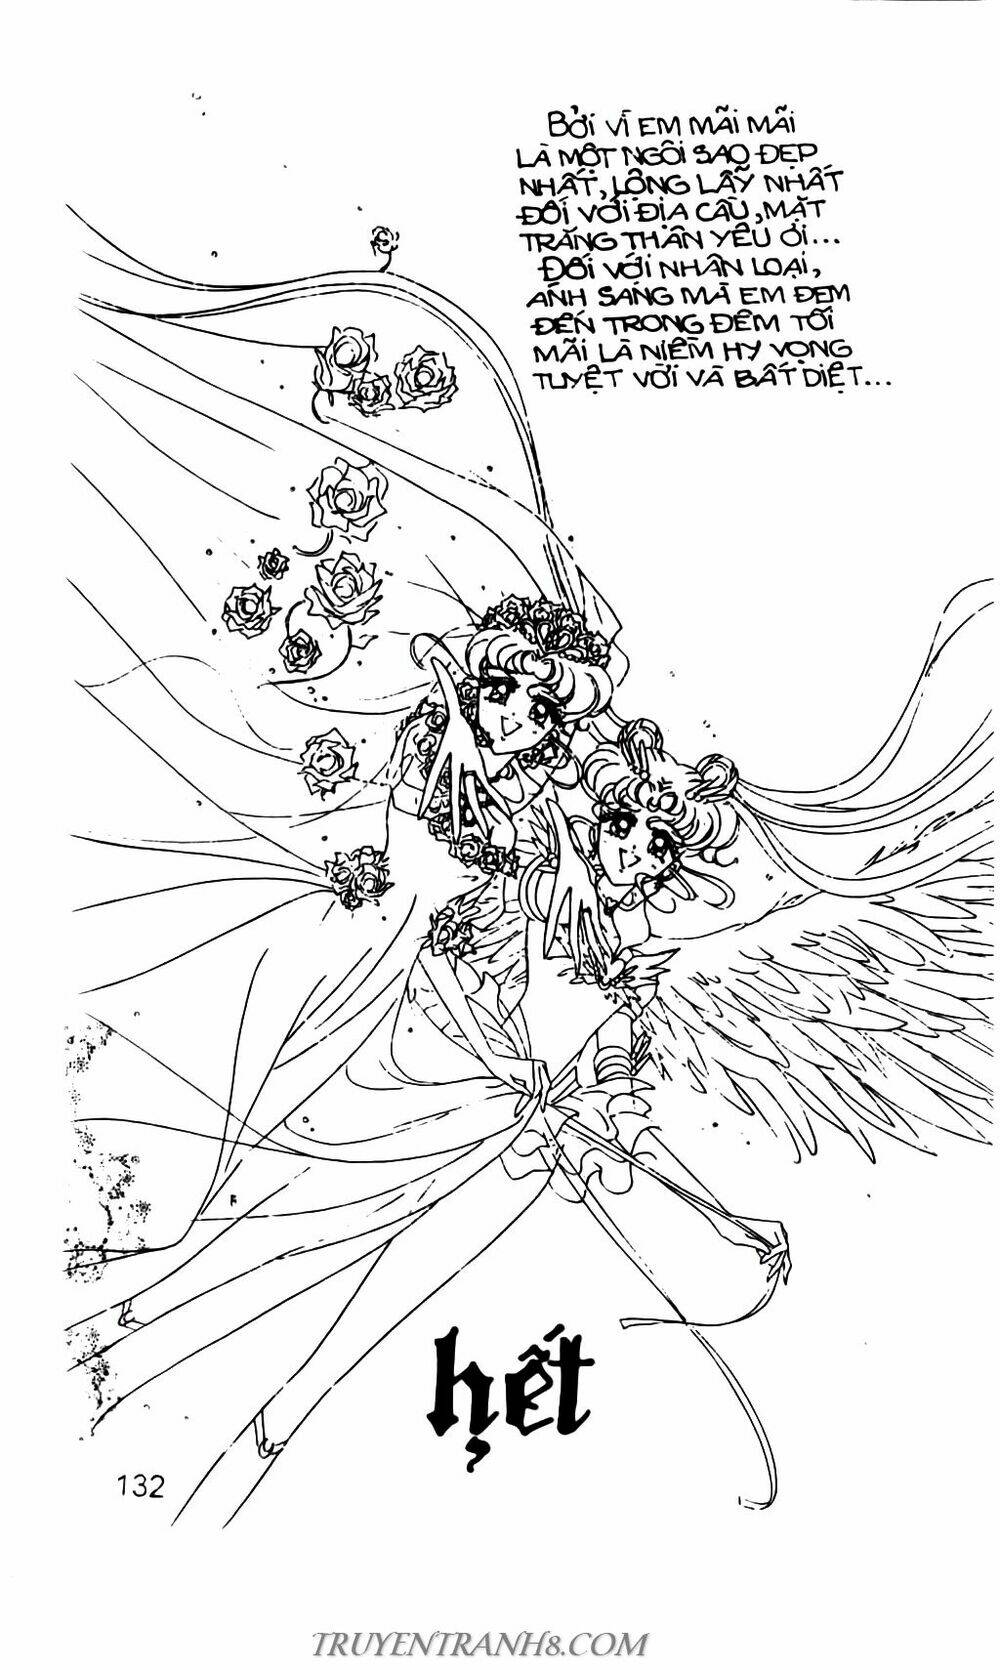 BỞI VÌ EM MÃI MÃI
LÀ MỘT NGÔI SAO ĐẸP
NHẤT, LỘNG LẪY NHẤT
ĐỐI VỚI ĐỊA CẦU, MẶT
TRĂNG THÂN YÊU ƠI...
ĐỐI VỚI NHÂN LOẠI,
ÁNH SÁNG MÀ EM ĐEM
ĐẾN TRONG ĐÊM TỐI
MÃI LÀ NIỀM HY VỌNG
TUYỆT VỜI VÀ BẤT DIỆT...
hết
132
TRUYENTRANH8.COM